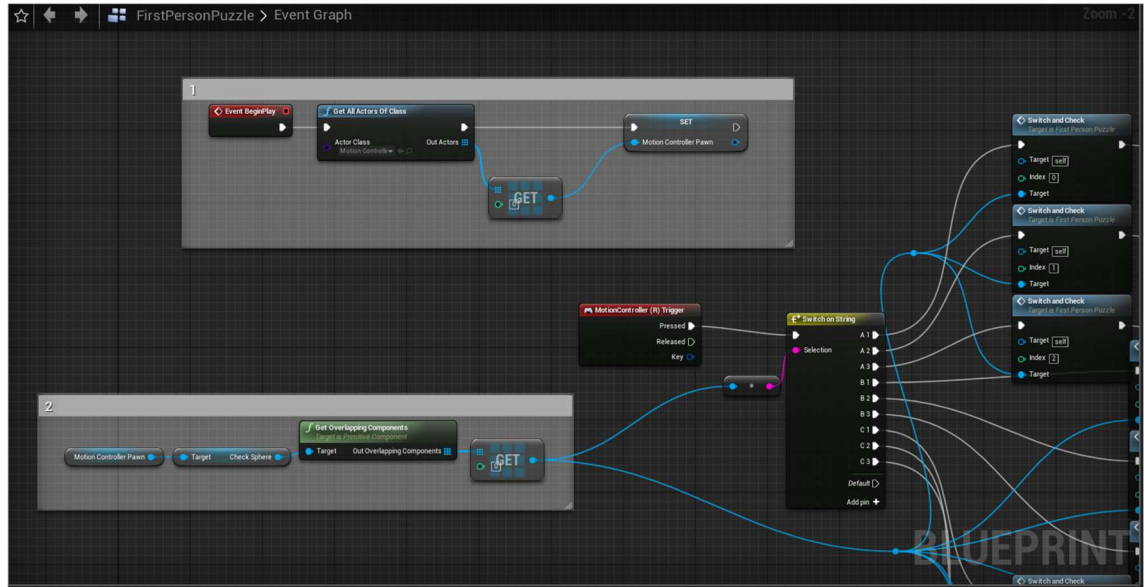 FirstPersonPuzzle > Event Graph
Zoom -2
1
Event BeginPlay
Get All Actors Of Class
Actor Class
Motion Controlle
Out Actors
GET
0
SET
Motion Controller Pawn
Switch and Check
Target is First Person Puzzle
Target self
Index 0
Target
Switch and Check
Target is First Person Puzzle
Target self
Index 1
Target
Switch and Check
Target is First Person Puzzle
Target self
Index 2
Target
MotionController (R) Trigger
Pressed
Released
Key
Switch on String
Selection
A 1
A 2
A 3
B 1
B 2
B 3
C 1
C 2
C 3
Default
Add pin +
2
Motion Controller Pawn
Target Check Sphere
Get Overlapping Components
Target is Primitive Component
Target Out Overlapping Components
GET
0
BLUEPRINT
Switch and Check